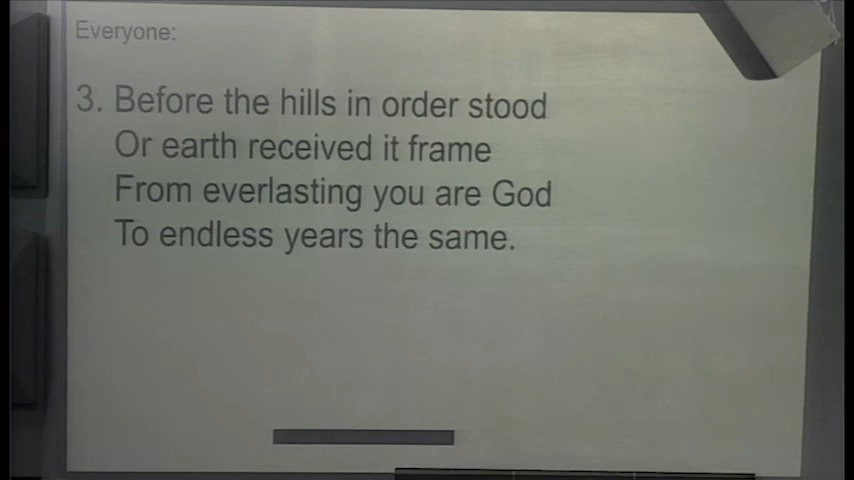 Everyone:
3. Before the hills in order stood
Or earth received it frame
From everlasting you are God
To endless years the same.